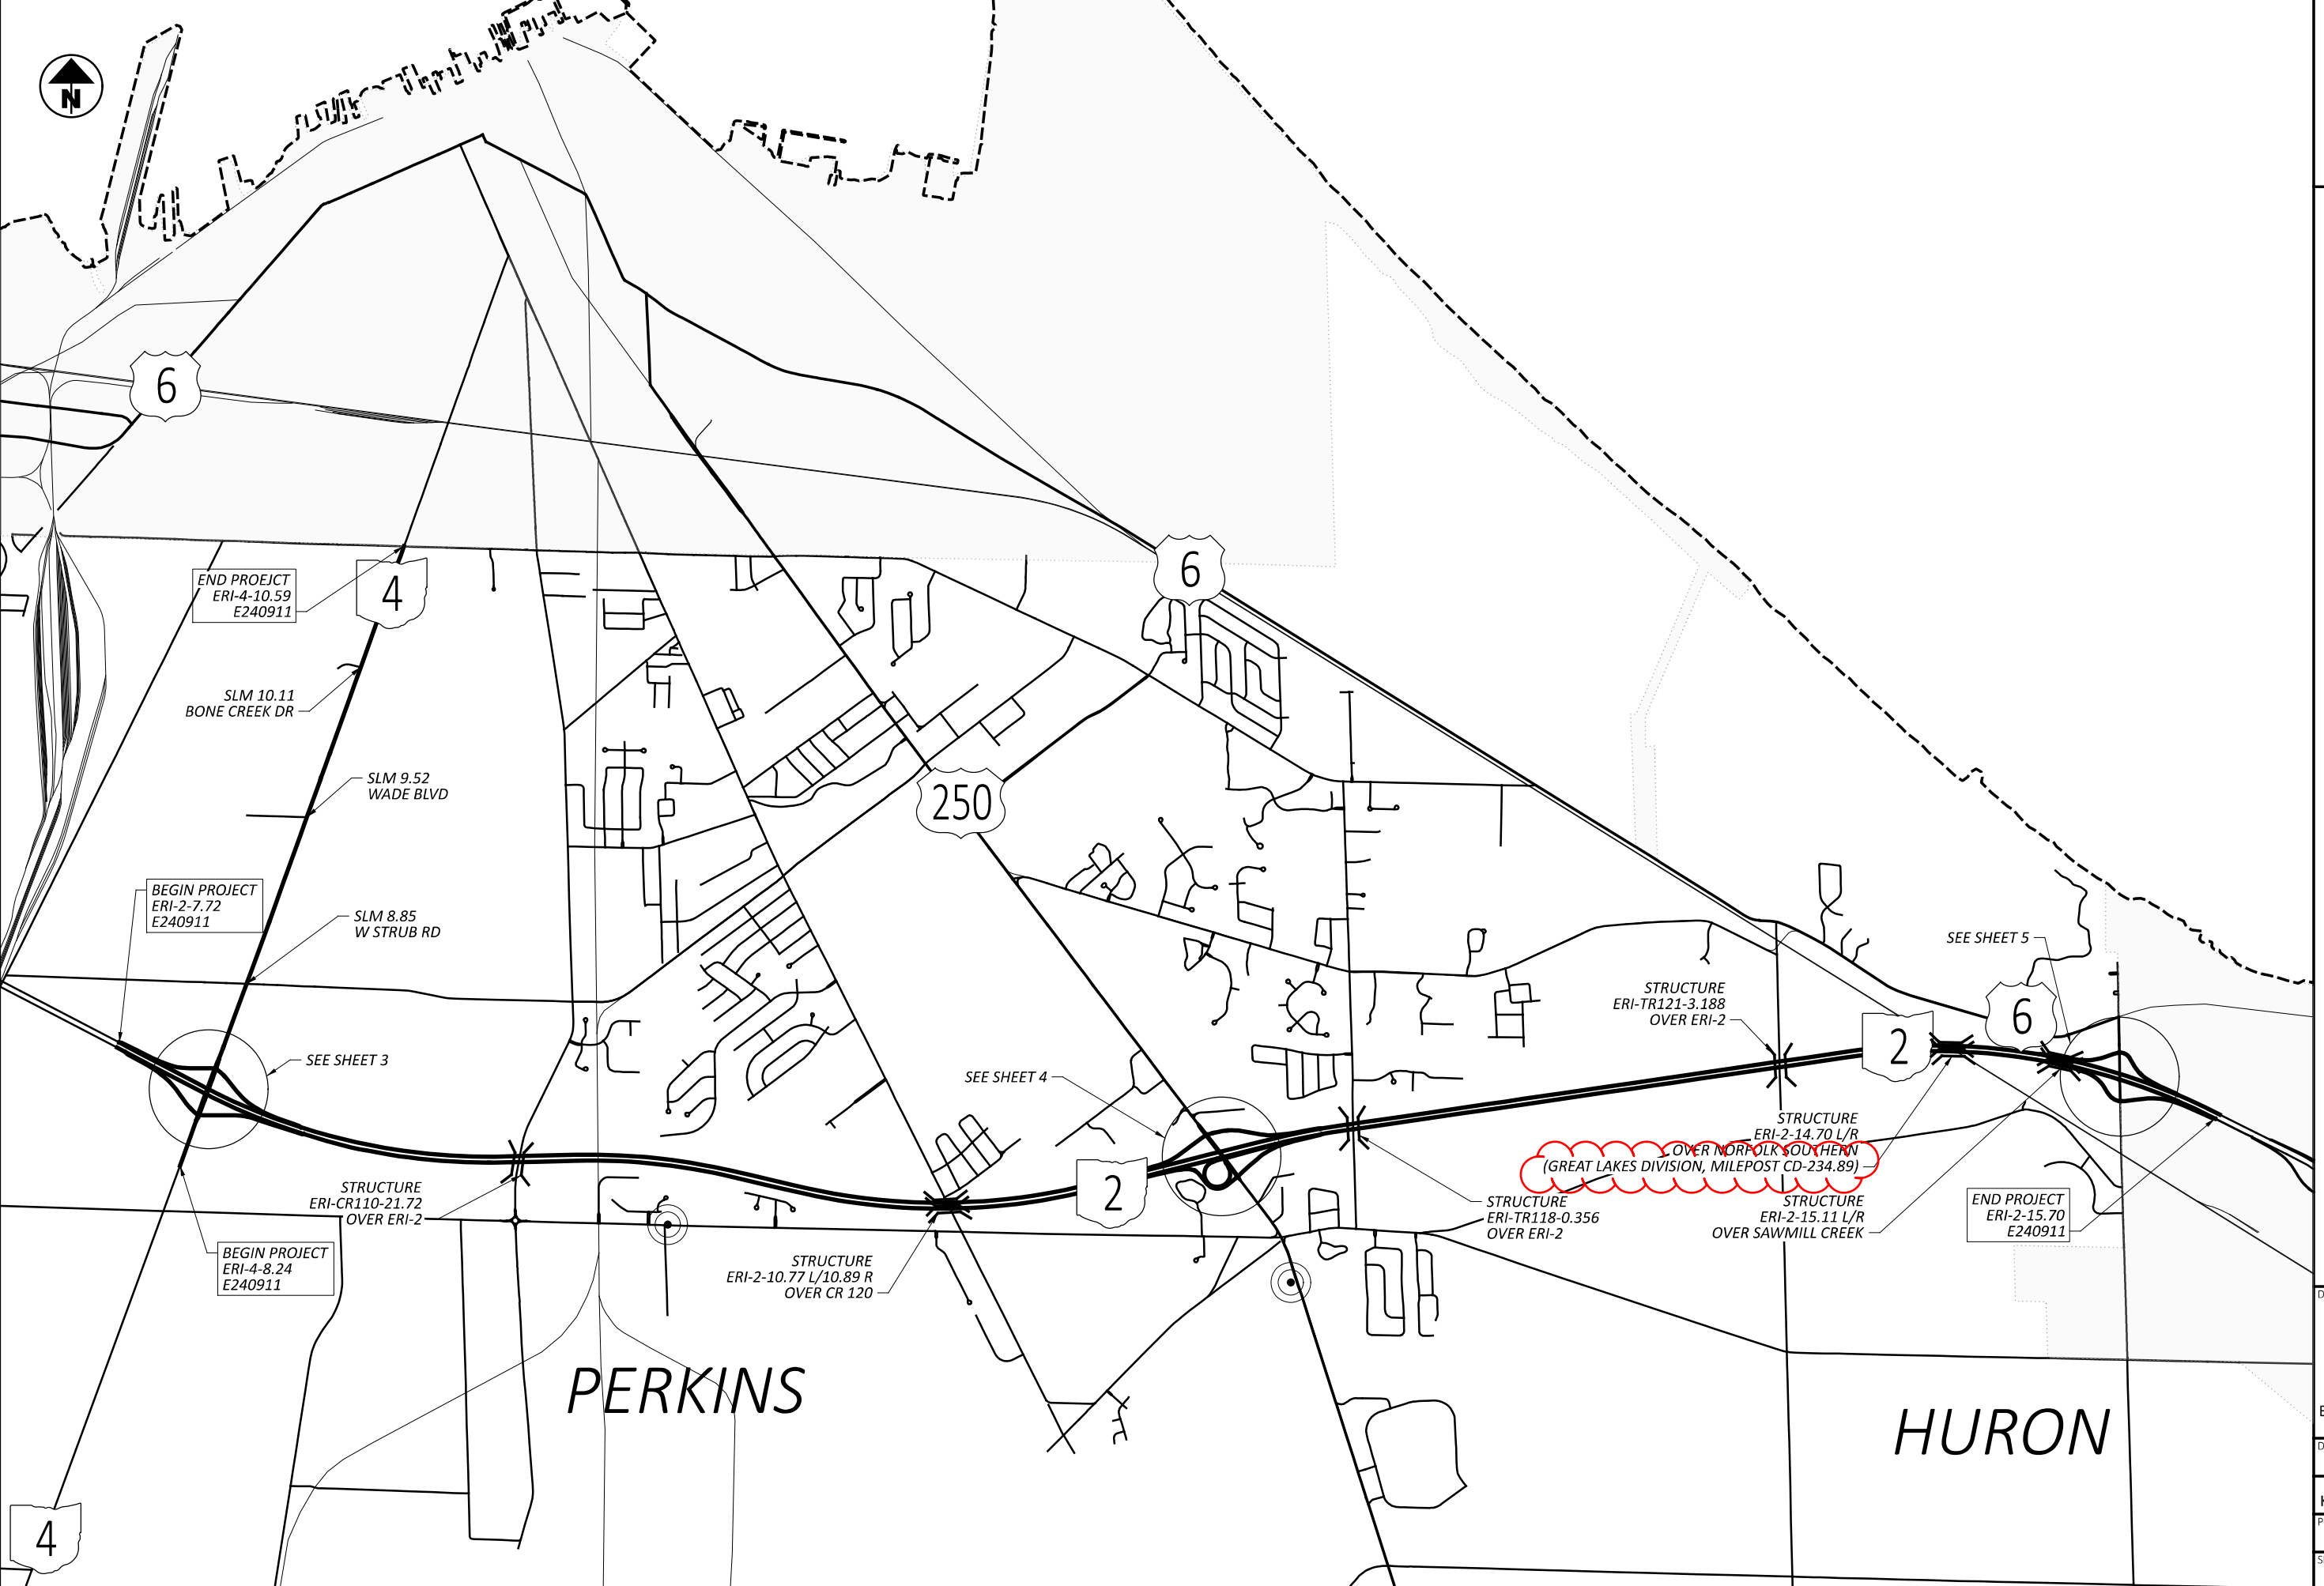 N
6
END PROEJCT
ERI-4-10.59
E240911
4
6
SLM 10.11
BONE CREEK DR
SLM 9.52
WADE BLVD
250
BEGIN PROJECT
ERI-2-7.72
E240911
SLM 8.85
W STRUB RD
SEE SHEET 5
STRUCTURE
ERI-TR121-3.188
OVER ERI-2
6
2
SEE SHEET 3
SEE SHEET 4
STRUCTURE
ERI-2-14.70 L/R
OVER NORFOLK SOUTHERN
(GREAT LAKES DIVISION, MILEPOST CD-234.89)
STRUCTURE
ERI-CR110-21.72
OVER ERI-2
2
STRUCTURE
ERI-TR118-0.356
OVER ERI-2
STRUCTURE
ERI-2-15.11 L/R
OVER SAWMILL CREEK
END PROJECT
ERI-2-15.70
E240911
BEGIN PROJECT
ERI-4-8.24
E240911
STRUCTURE
ERI-2-10.77 L/10.89 R
OVER CR 120
PERKINS
HURON
4